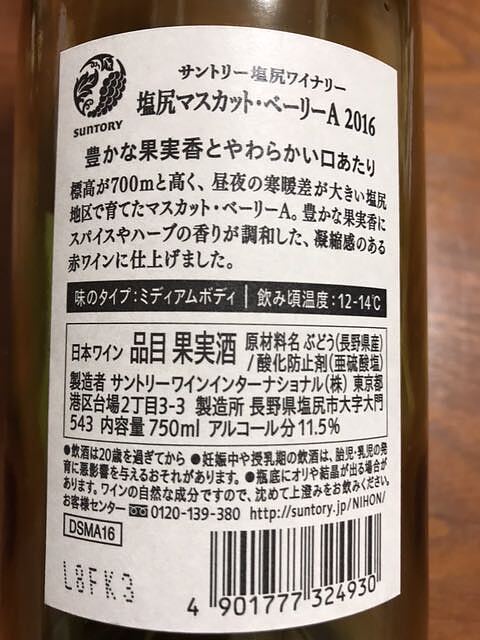 SUNTORY
サントリー塩尻ワイナリー
塩尻マスカット・ベーリーA 2016
豊かな果実香とやわらかい口あたり
標高が700mと高く、昼夜の寒暖差が大きい塩尻
地区で育てたマスカット・ベーリーA。豊かな果実香に
スパイスやハーブの香りが調和した、凝縮感のある
赤ワインに仕上げました。
味のタイプ:ミディアムボディ | 飲み頃温度:12-14℃
日本ワイン 品目 果実酒 原材料名 ぶどう(長野県産)
/酸化防止剤(亜硫酸塩)
製造者 サントリーワインインターナショナル(株) 東京都
港区台場2丁目3-3 製造所 長野県塩尻市大字大門
543 内容量 750ml アルコール分 11.5%
●飲酒は20歳を過ぎてから ●妊娠中や授乳期の飲酒は、胎児・乳児の発
育に悪影響を与えるおそれがあります。●瓶底にオリや結晶が出る場合が
あります。ワインの自然な成分ですので、沈めて上澄みをお飲みください。
お客様センター 0120-139-380 http://suntory.jp/NIHON/
DSMA16
L8FK3
4 901777 324930